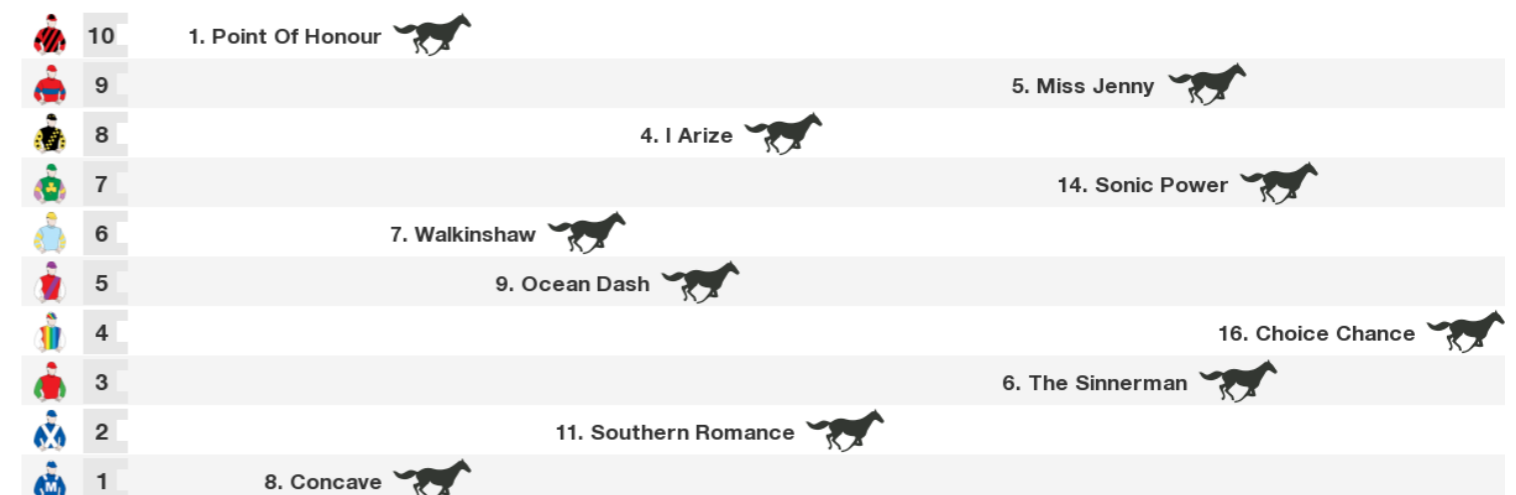 10 1. Point Of Honour
9 5. Miss Jenny
8 4. I Arize
7 14. Sonic Power
6 7. Walkinshaw
5 9. Ocean Dash
4 16. Choice Chance
3 6. The Sinnerman
2 11. Southern Romance
M 1 8. Concave